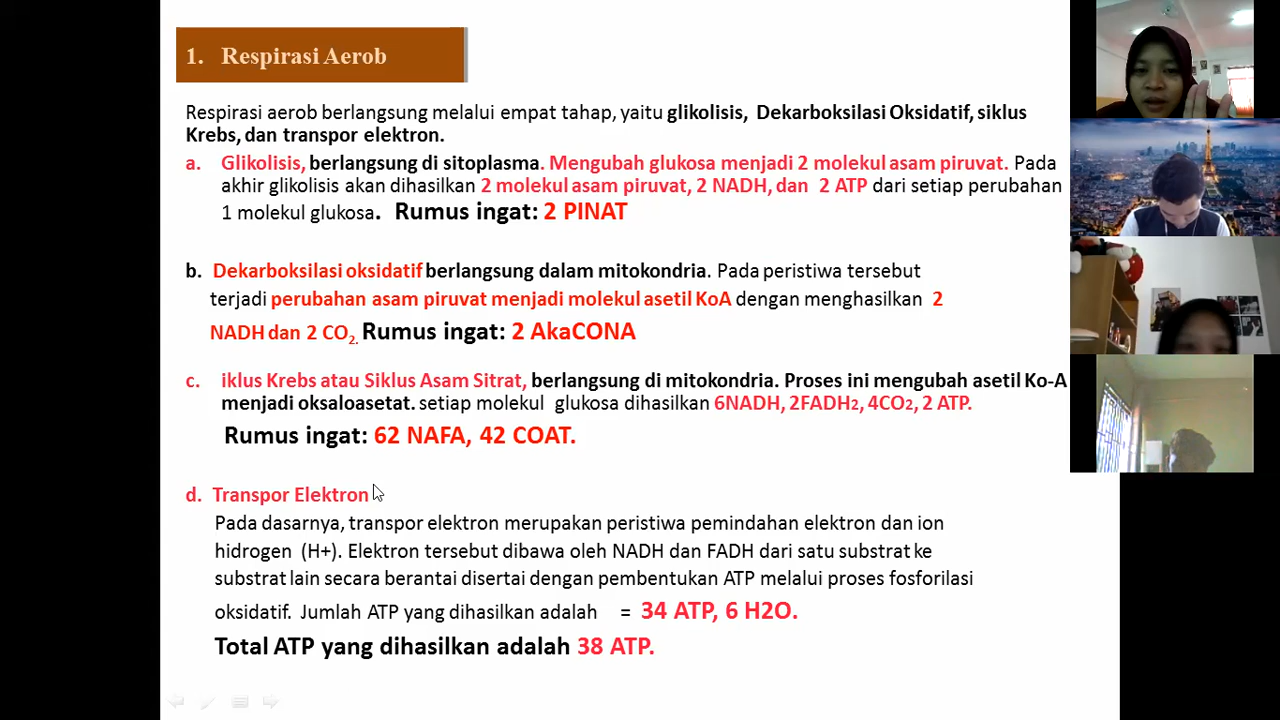 1. Respirasi Aerob
Respirasi aerob berlangsung melalui empat tahap, yaitu glikolisis, Dekarboksilasi Oksidatif, siklus
Krebs, dan transpor elektron.
a. Glikolisis, berlangsung di sitoplasma. Mengubah glukosa menjadi 2 molekul asam piruvat. Pada
akhir glikolisis akan dihasilkan 2 molekul asam piruvat, 2 NADH, dan 2 ATP dari setiap perubahan
1 molekul glukosa. Rumus ingat: 2 PINAT
b. Dekarboksilasi oksidatif berlangsung dalam mitokondria. Pada peristiwa tersebut
terjadi perubahan asam piruvat menjadi molekul asetil KoA dengan menghasilkan 2
NADH dan 2 CO2. Rumus ingat: 2 AkaCONA
c. iklus Krebs atau Siklus Asam Sitrat, berlangsung di mitokondria. Proses ini mengubah asetil Ko-A
menjadi oksaloasetat. setiap molekul glukosa dihasilkan 6NADH, 2FADH2, 4CO2, 2 ATP.
Rumus ingat: 62 NAFA, 42 COAT.
d. Transpor Elektron
Pada dasarnya, transpor elektron merupakan peristiwa pemindahan elektron dan ion
hidrogen (H+). Elektron tersebut dibawa oleh NADH dan FADH dari satu substrat ke
substrat lain secara berantai disertai dengan pembentukan ATP melalui proses fosforilasi
oksidatif. Jumlah ATP yang dihasilkan adalah = 34 ATP, 6 H2O.
Total ATP yang dihasilkan adalah 38 ATP.